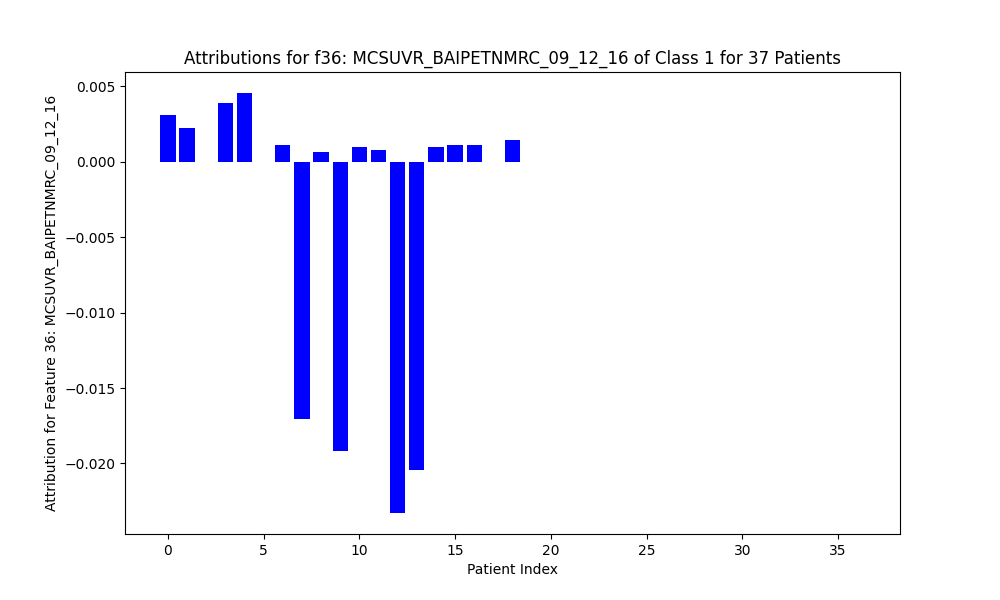 Attributions for f36: MCSUVR_BAIPETNMRC_09_12_16 of Class 1 for 37 Patients
Attribution for Feature 36: MCSUVR_BAIPETNMRC_09_12_16
0.005
0.000
−0.005
−0.010
−0.015
−0.020
0 5 10 15 20 25 30 35
Patient Index